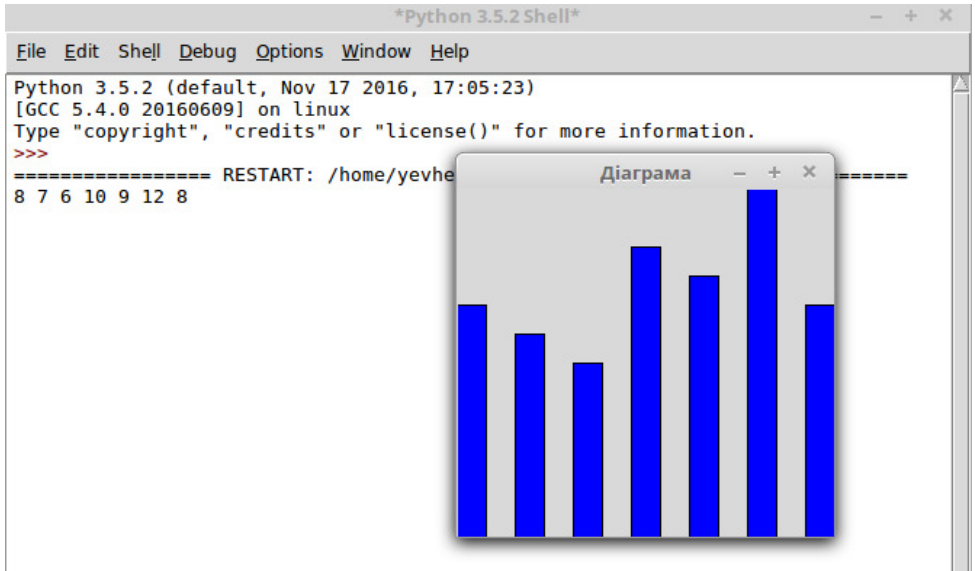 *Python 3.5.2 Shell*
File Edit Shell Debug Options Window Help
Python 3.5.2 (default, Nov 17 2016, 17:05:23)
[GCC 5.4.0 20160609] on linux
Type "copyright", "credits" or "license()" for more information.
>>>
================= RESTART: /home/yevhe ======
8 7 6 10 9 12 8
Діаграма